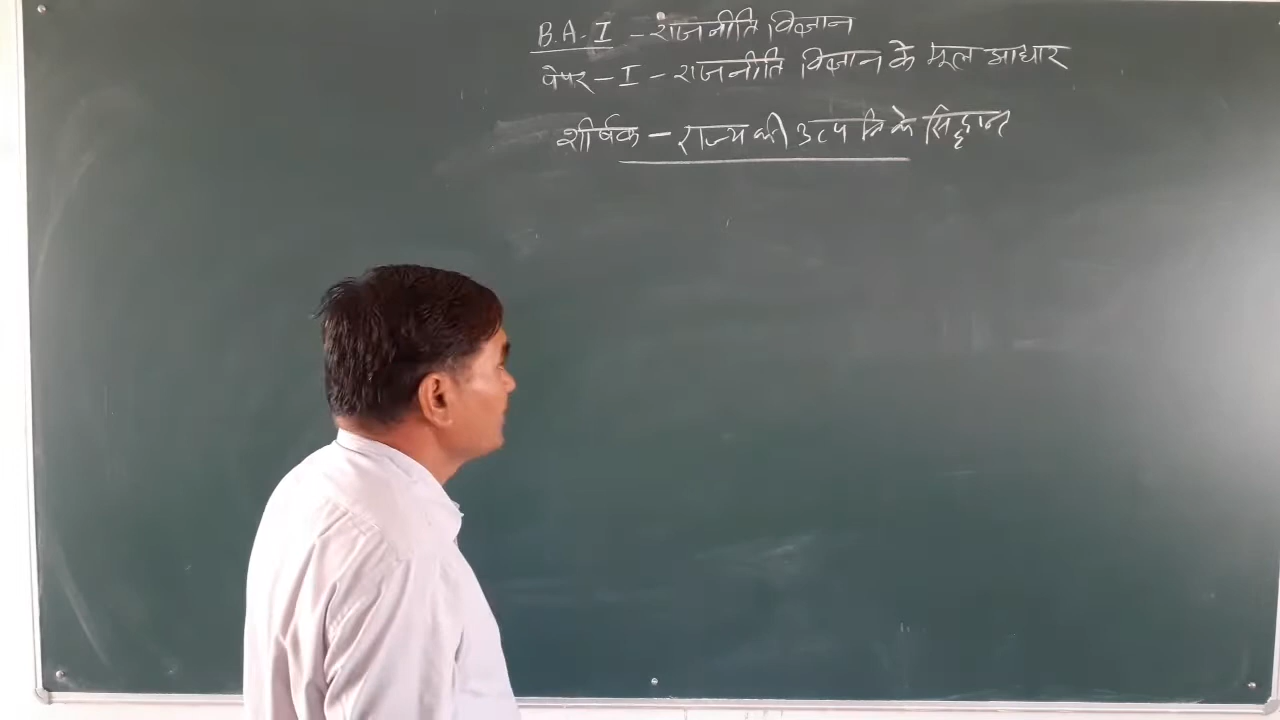 B.A. I - राजनीति विज्ञान
पेपर - I - राजनीति विज्ञान के मूल आधार
शीर्षक - राज्य की उत्पत्ति के सिद्धान्त